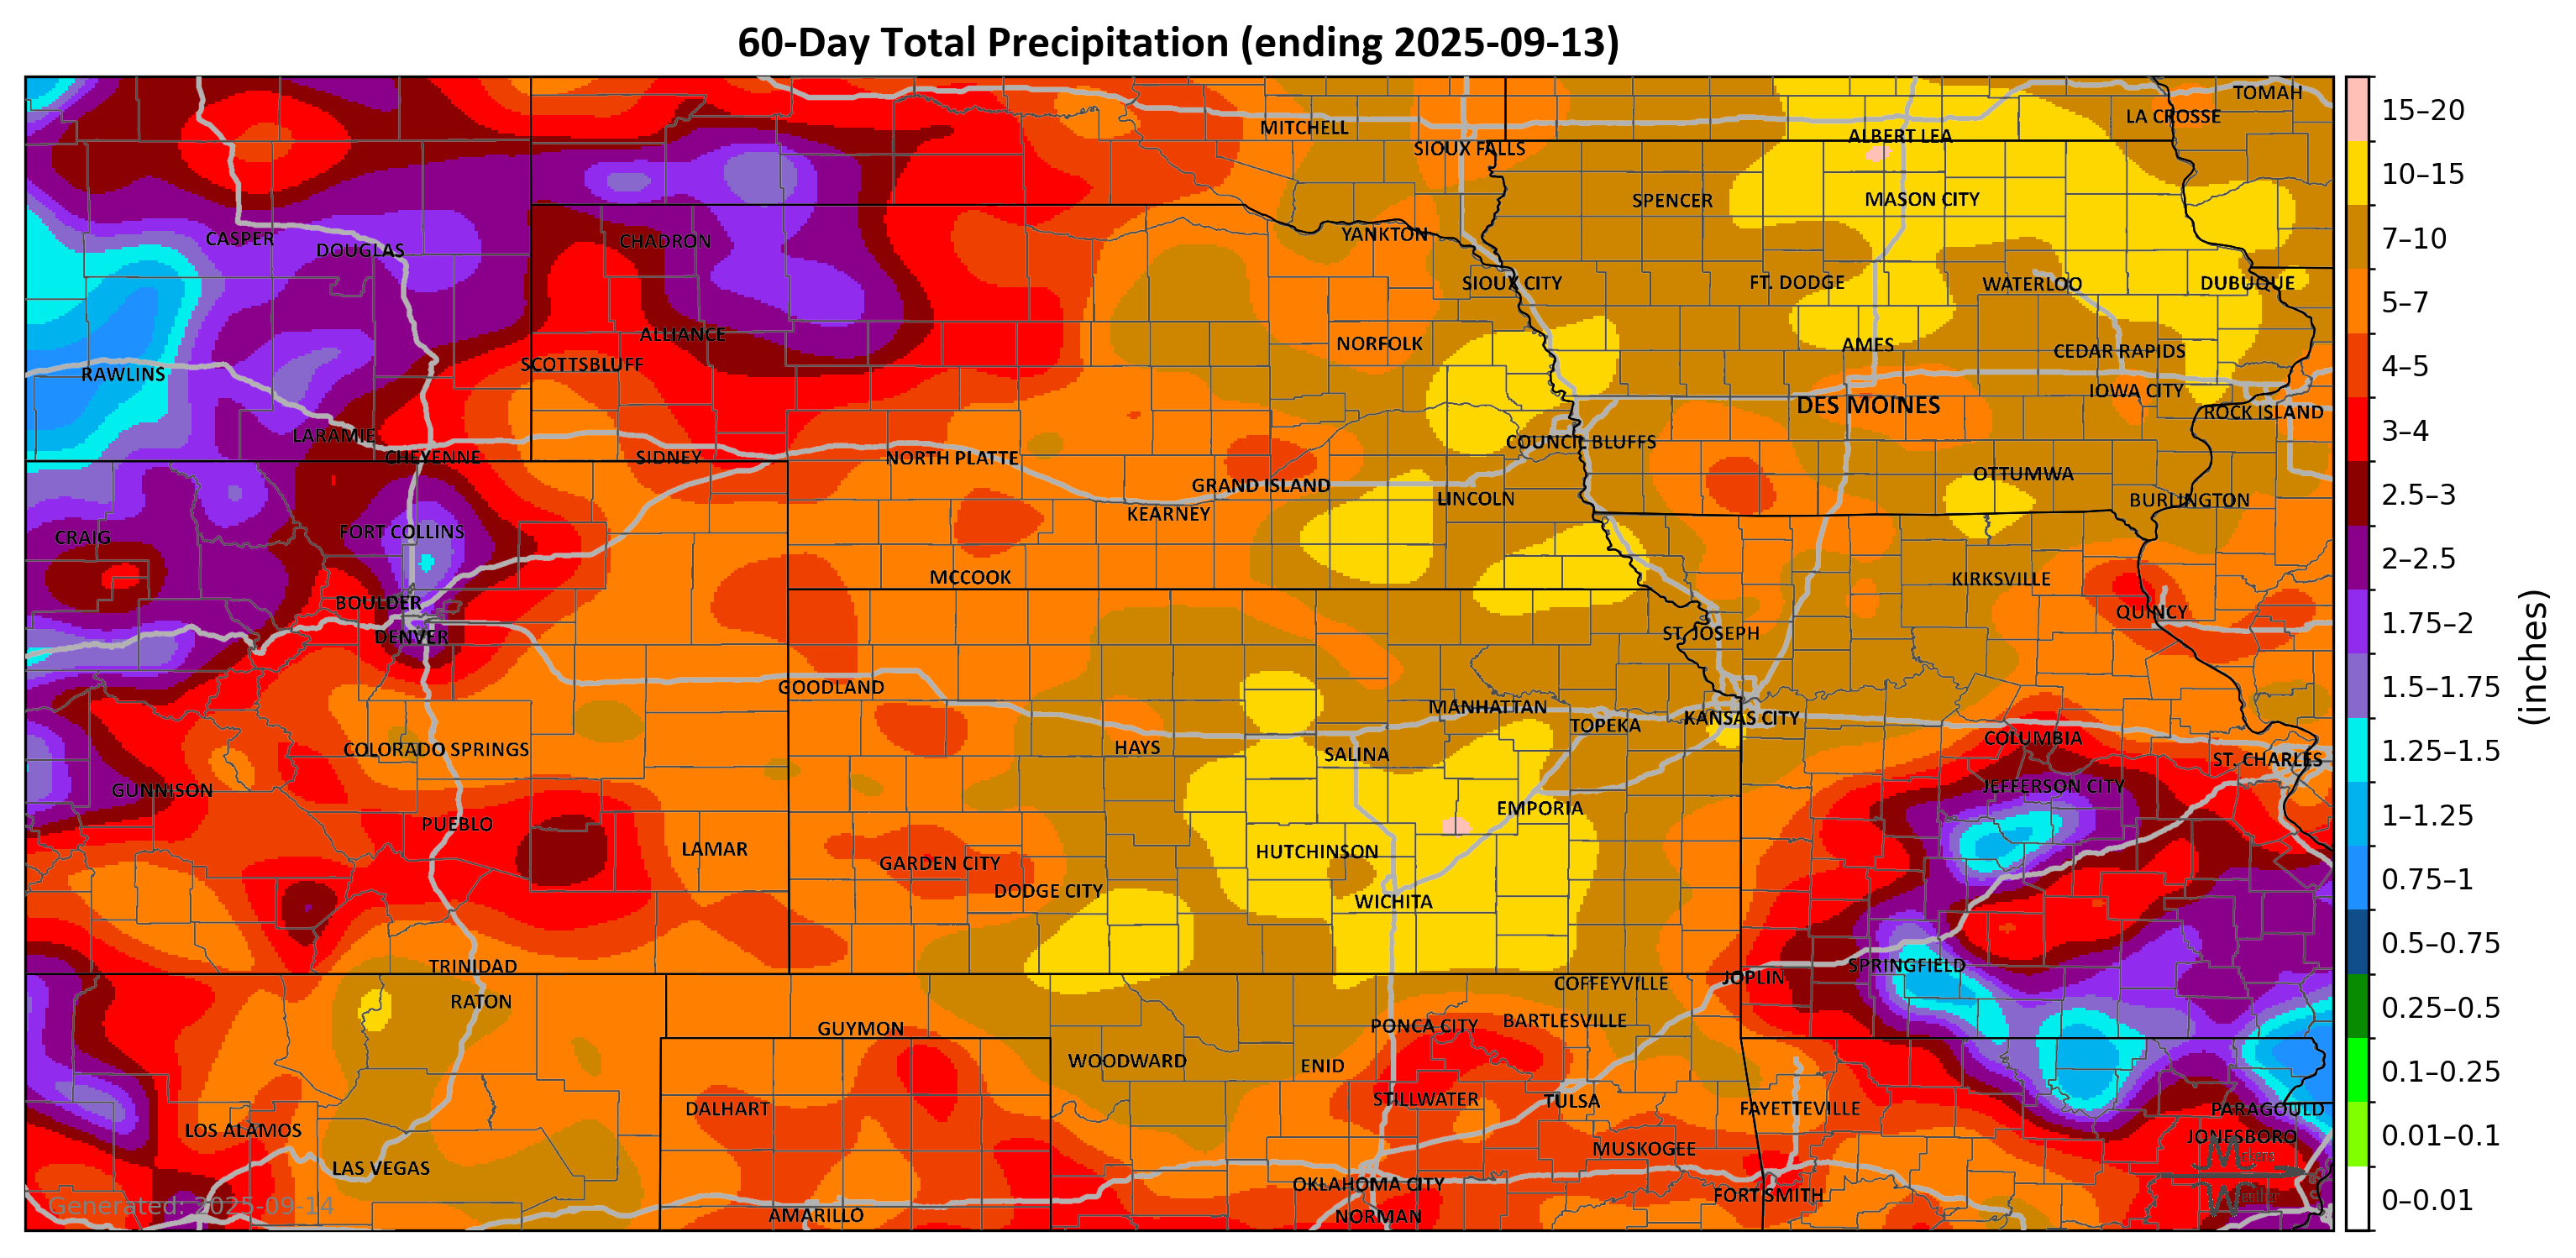 60-Day Total Precipitation (ending 2025-09-13)
TOMAH
LA CROSSE
MITCHELL
ALBERT LEA
SIOUX FALLS
SPENCER
MASON CITY
CASPER
DOUGLAS
CHADRON
YANKTON
SIOUX CITY
FT. DODGE
WATERLOO
DUBUQUE
ALLIANCE
NORFOLK
AMES
CEDAR RAPIDS
SCOTTSBLUFF
RAWLINS
IOWA CITY
DES MOINES
ROCK ISLAND
LARAMIE
COUNCIL BLUFFS
CHEYENNE
SIDNEY
NORTH PLATTE
OTTUMWA
GRAND ISLAND
LINCOLN
BURLINGTON
KEARNEY
CRAIG
FORT COLLINS
MCCOOK
KIRKSVILLE
BOULDER
QUINCY
DENVER
ST. JOSEPH
GOODLAND
MANHATTAN
TOPEKA
KANSAS CITY
COLORADO SPRINGS
HAYS
SALINA
COLUMBIA
ST. CHARLES
GUNNISON
JEFFERSON CITY
PUEBLO
EMPORIA
LAMAR
GARDEN CITY
HUTCHINSON
DODGE CITY
WICHITA
TRINIDAD
SPRINGFIELD
JOPLIN
COFFEYVILLE
RATON
GUYMON
PONCA CITY
BARTLESVILLE
WOODWARD
ENID
DALHART
STILLWATER
TULSA
FAYETTEVILLE
PARAGOULD
LOS ALAMOS
JONESBORO
MUSKOGEE
LAS VEGAS
OKLAHOMA CITY
FORT SMITH
AMARILLO
NORMAN
Generated: 2025-09-14
15–20
10–15
7–10
5–7
4–5
3–4
2.5–3
2–2.5
1.75–2
1.5–1.75
1.25–1.5
1–1.25
0.75–1
0.5–0.75
0.25–0.5
0.1–0.25
0.01–0.1
0–0.01
(inches)